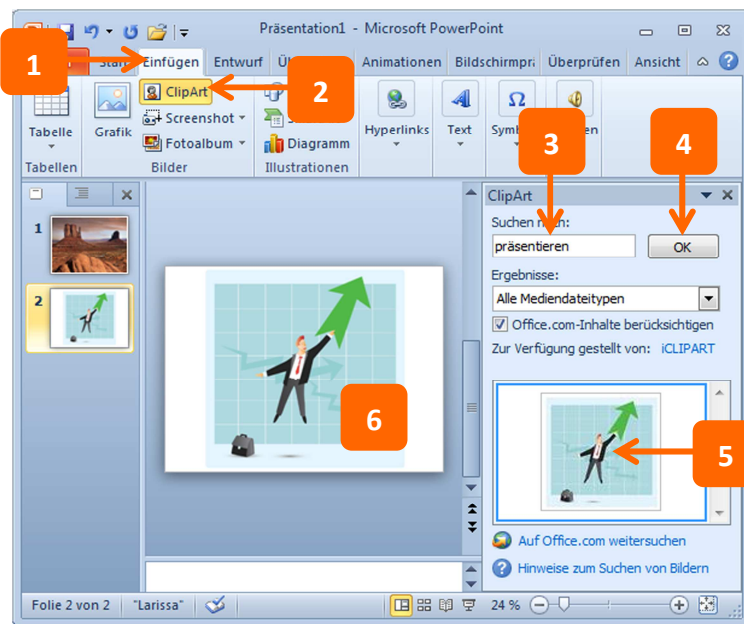 Präsentation1 - Microsoft PowerPoint
1
Start Einfügen Entwurf Animationen Überprüfen Ansicht
ClipArt
2
Screenshot
Fotoalbum
Diagramm
Tabelle
Grafik
Hyperlinks
Text
Tabellen
Bilder
Illustrationen
3
4
ClipArt
Suchen nach:
präsentieren
OK
Ergebnisse:
Alle Mediendateitypen
Office.com-Inhalte berücksichtigen
Zur Verfügung gestellt von: iCLIPART
1
2
6
5
Auf Office.com weitersuchen
Hinweise zum Suchen von Bildern
Folie 2 von 2
"Larissa"
24 %